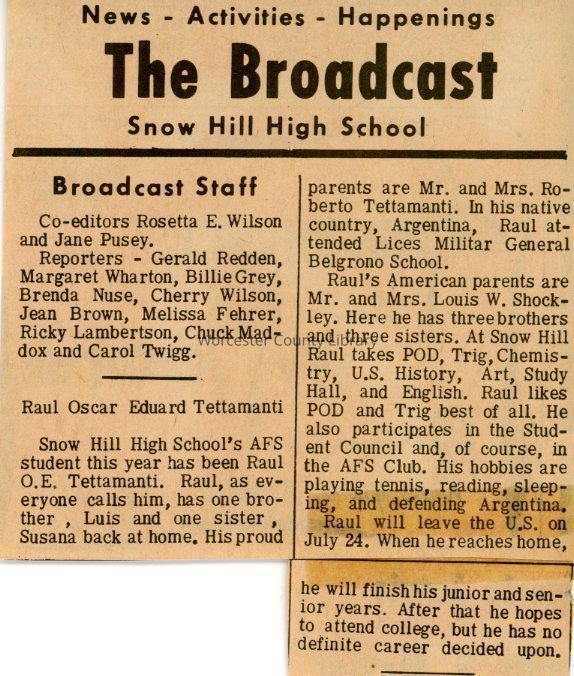 News - Activities - Happenings
The Broadcast
Snow Hill High School
Broadcast Staff
Co-editors Rosetta E. Wilson
and Jane Pusey.
Reporters - Gerald Redden,
Margaret Wharton, Billie Grey,
Brenda Nuse, Cherry Wilson,
Jean Brown, Melissa Fehrer,
Ricky Lambertson, Chuck Mad-
dox and Carol Twigg.
Raul Oscar Eduard Tettamanti
Snow Hill High School's AFS
student this year has been Raul
O.E. Tettamanti. Raul, as ev-
eryone calls him, has one bro-
ther , Luis and one sister ,
Susana back at home. His proud
parents are Mr. and Mrs. Ro-
berto Tettamanti. In his native
country, Argentina, Raul at-
tended Lices Militar General
Belgrono School.
Raul's American parents are
Mr. and Mrs. Louis W. Shock-
ley. Here he has three brothers
and three sisters. At Snow Hill
Raul takes POD, Trig, Chemis-
try, U.S. History, Art, Study
Hall, and English. Raul likes
POD and Trig best of all. He
also participates in the Stud-
ent Council and, of course, in
the AFS Club. His hobbies are
playing tennis, reading, sleep-
ing, and defending Argentina.
Raul will leave the U.S. on
July 24. When he reaches home,
he will finish his junior and sen-
ior years. After that he hopes
to attend college, but he has no
definite career decided upon.
Worcester County Library